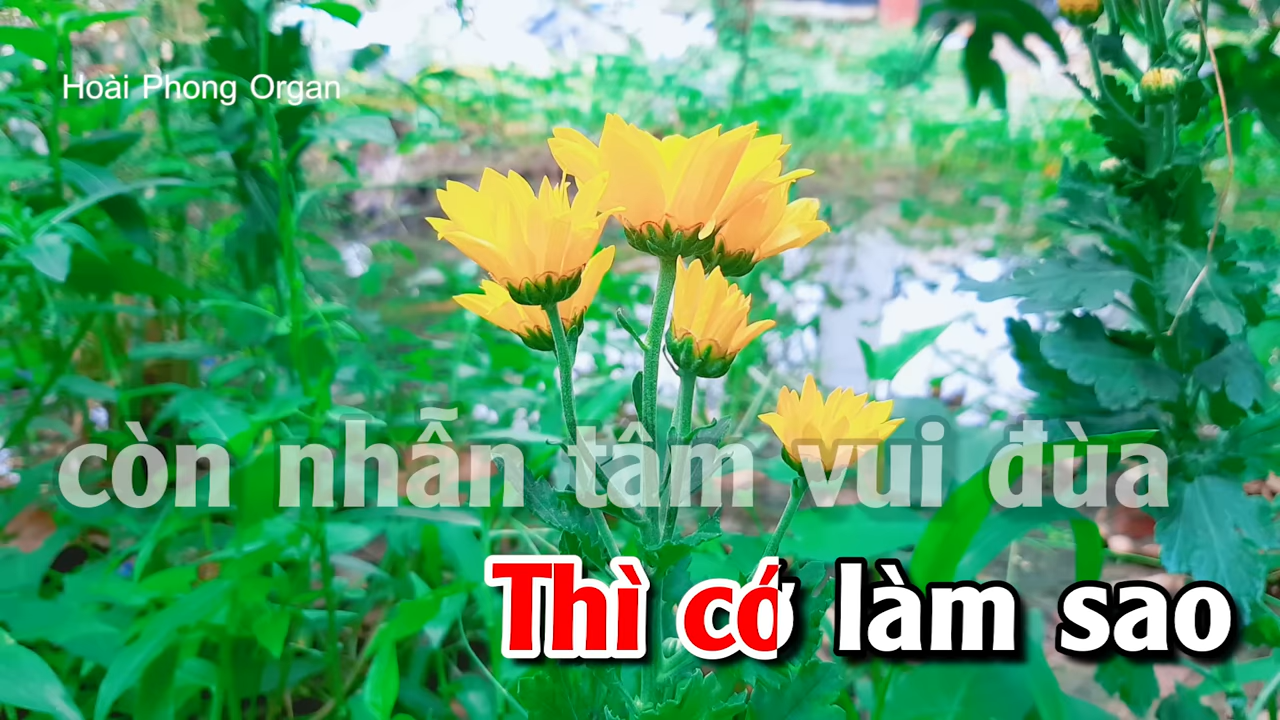 Hoài Phong Organ
còn nhẫn tâm vui đùa
Thì cớ làm sao